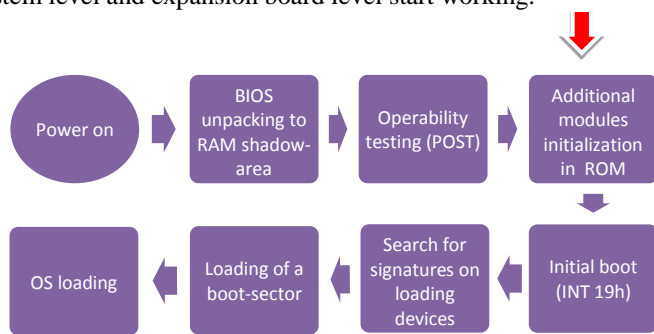 level and expansion board level start working.
Power on
BIOS
unpacking to
RAM shadow-
area
Operability
testing (POST)
Additional
modules
initialization
in ROM
Initial boot
(INT 19h)
Search for
signatures on
loading
devices
Loading of a
boot-sector
OS loading